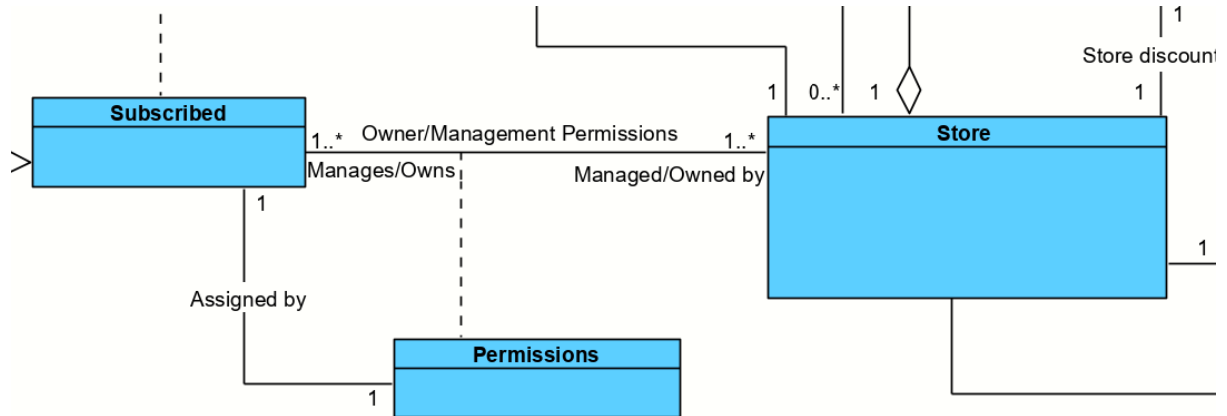 1
Store discount
1
0..*
1
1
Subscribed
Store
1..*
Owner/Management Permissions
1..*
Manages/Owns
Managed/Owned by
1
1
Assigned by
Permissions
1